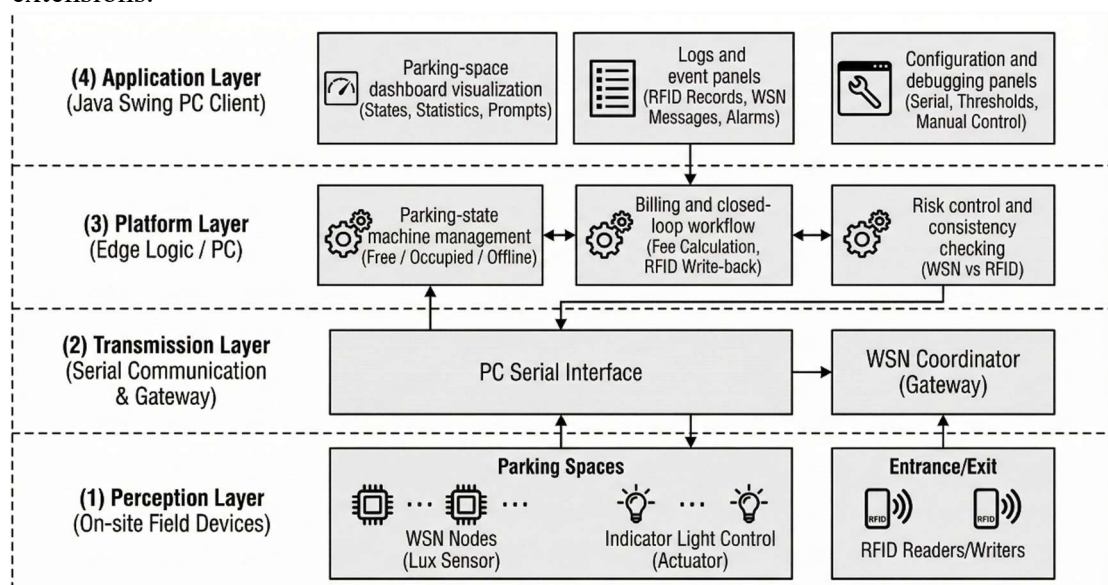 extensions.
(4) Application Layer
(Java Swing PC Client)
Parking-space
dashboard visualization
(States, Statistics, Prompts)
Logs and
event panels
(RFID Records, WSN
Messages, Alarms)
Configuration and
debugging panels
(Serial, Thresholds,
Manual Control)
(3) Platform Layer
(Edge Logic / PC)
Parking-state
machine management
(Free / Occupied / Offline)
Billing and closed-
loop workflow
(Fee Calculation,
RFID Write-back)
Risk control and
consistency
checking
(WSN vs RFID)
(2) Transmission Layer
(Serial Communication
& Gateway)
PC Serial Interface
WSN Coordinator
(Gateway)
(1) Perception Layer
(On-site Field Devices)
Parking Spaces
... ...
WSN Nodes
(Lux Sensor)
...
Indicator Light Control
(Actuator)
Entrance/Exit
RFID
RFID
RFID Readers/Writers